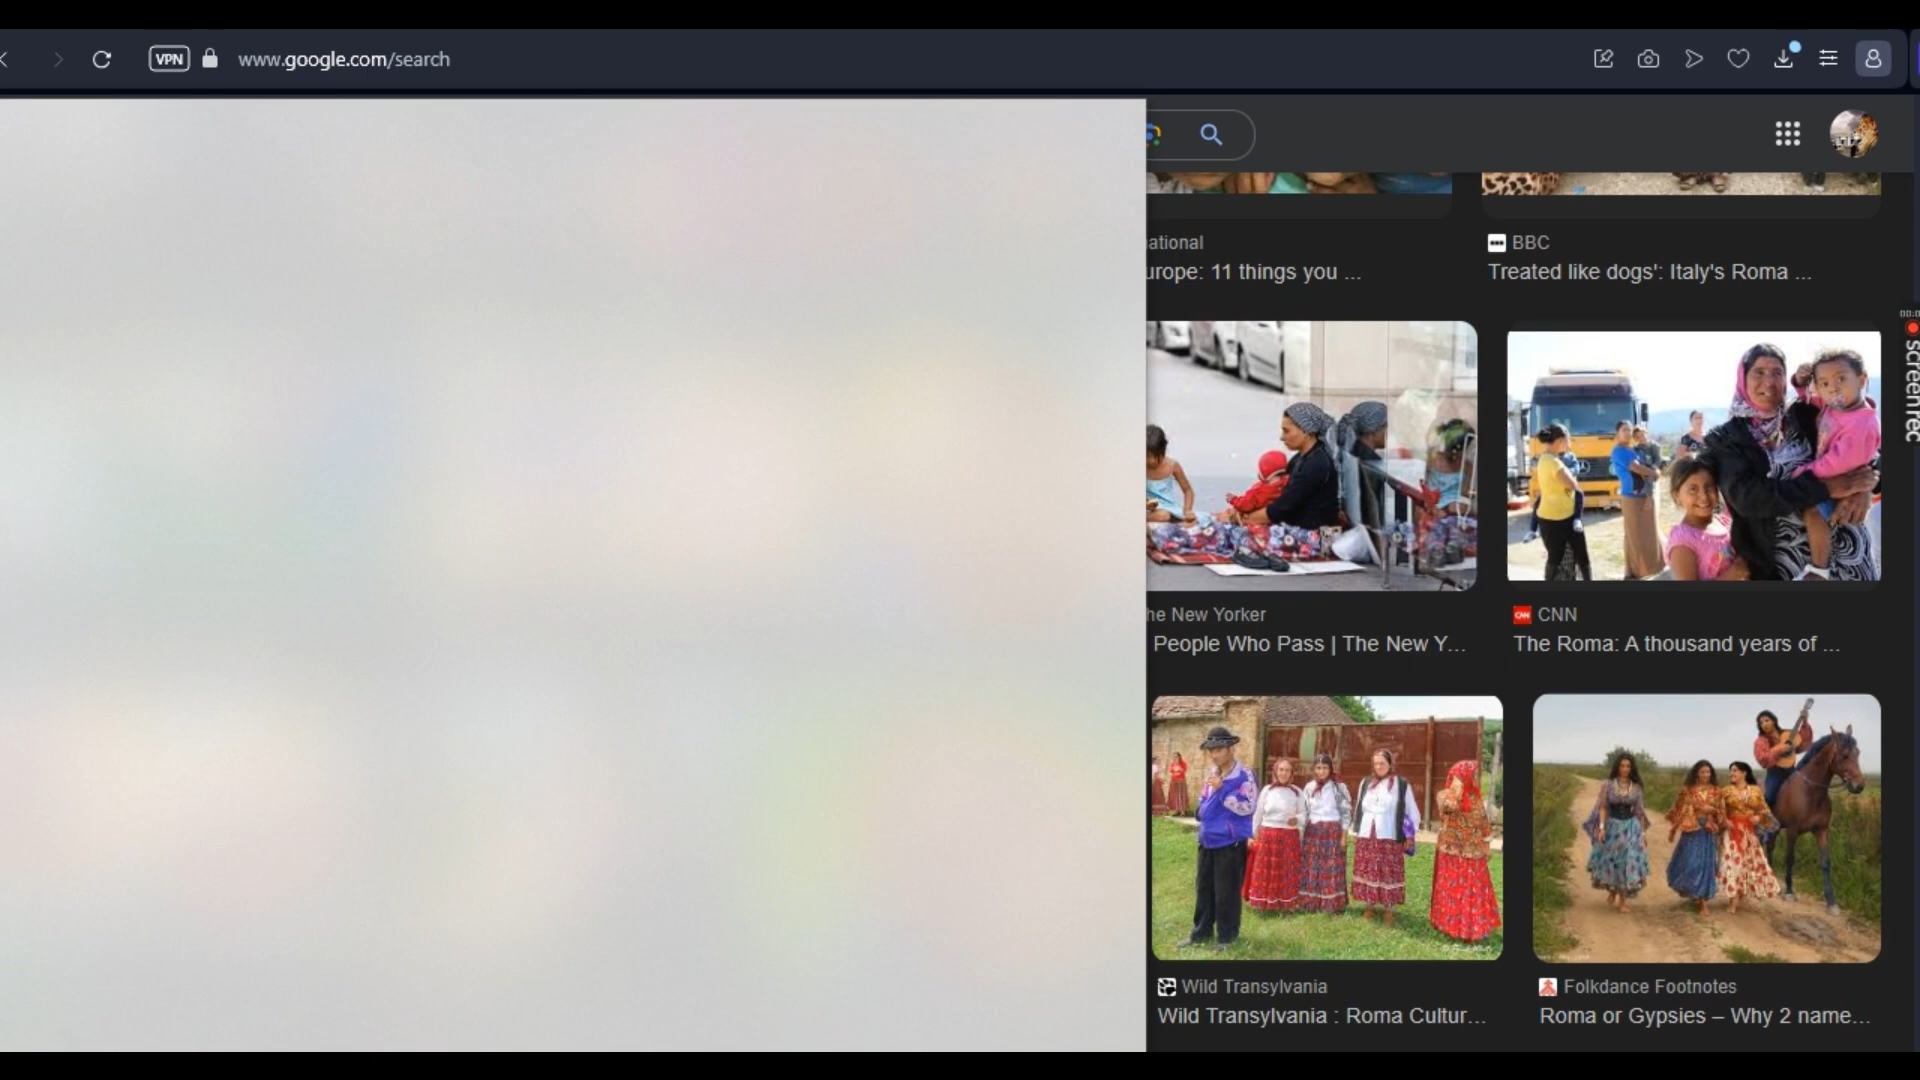 VPN
www.google.com/search
ational
urope: 11 things you ...
BBC
Treated like dogs': Italy's Roma ...
he New Yorker
People Who Pass | The New Y...
CNN
The Roma: A thousand years of ...
Wild Transylvania
Wild Transylvania : Roma Cultur...
Folkdance Footnotes
Roma or Gypsies – Why 2 name...
screenrec